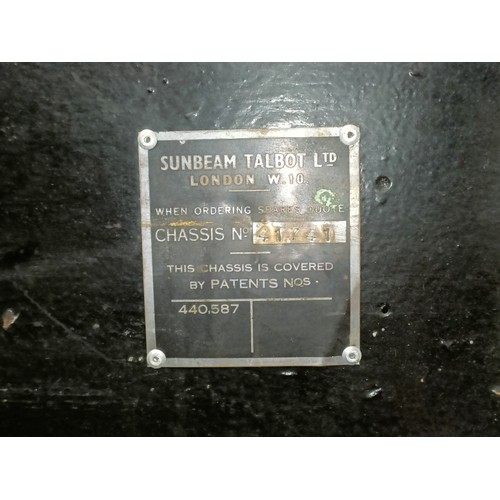 SUNBEAM TALBOT LTD
LONDON W.10.
WHEN ORDERING SPARES QUOTE
CHASSIS No
THIS CHASSIS IS COVERED
BY PATENTS NOS.
440,587